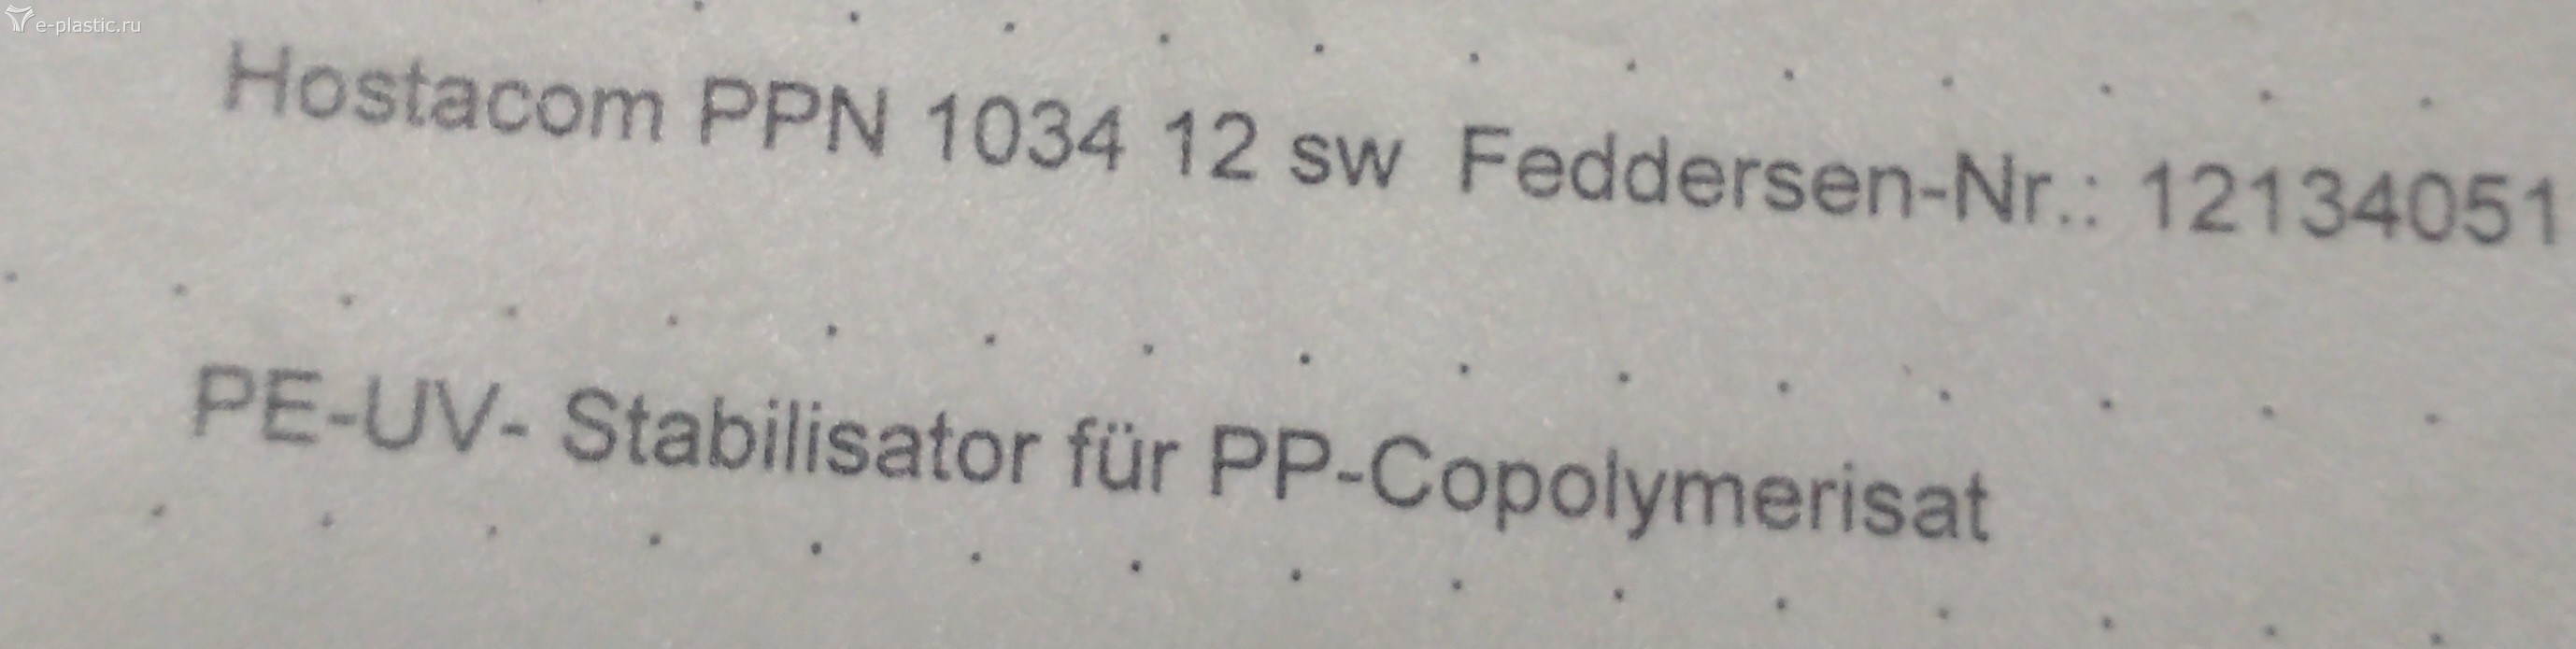 e-plastic.ru
Hostacom PPN 1034 12 sw Feddersen-Nr.: 12134051
PE-UV- Stabilisator für PP-Copolymerisat